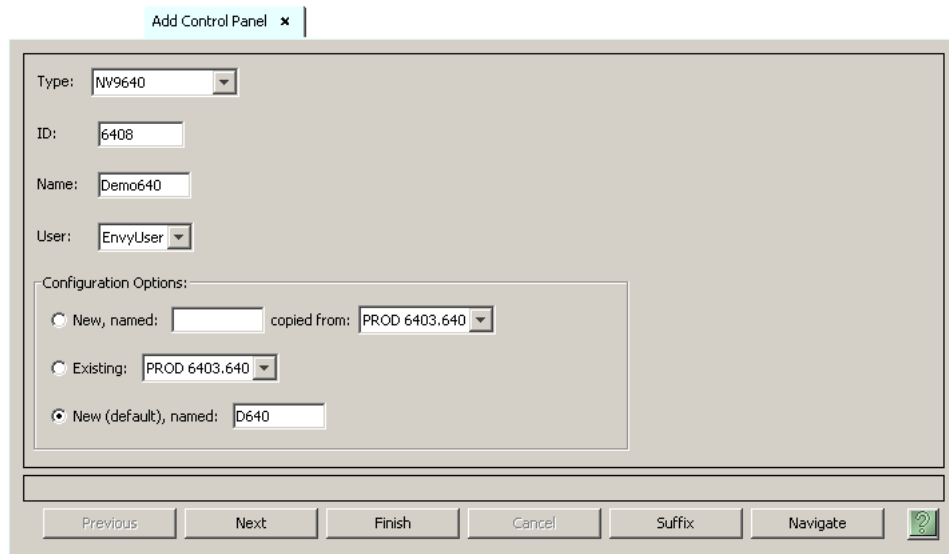 Add Control Panel ×
Type: NV9640
ID: 6408
Name: Demo640
User: EnvyUser
Configuration Options:
New, named: copied from: PROD 6403.640
Existing: PROD 6403.640
New (default), named: D640
Previous Next Finish Cancel Suffix Navigate ?